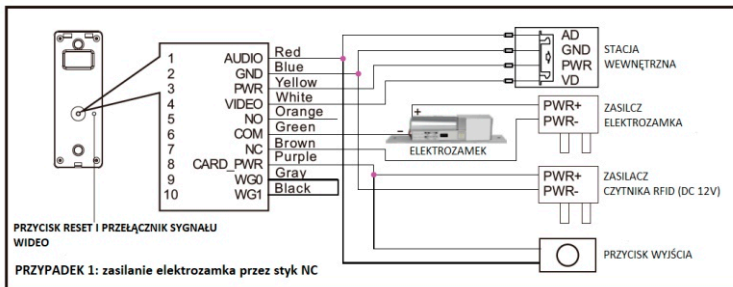 1 AUDIO Red
2 GND Blue
3 PWR Yellow
4 VIDEO White
5 NO Orange
6 COM Green
7 NC Brown
8 CARD_PWR Purple
9 WG0 Gray
10 WG1 Black
AD
GND
PWR
VD
STACJA
WEWNĘTRZNA
+
-
ELEKTROZAMEK
PWR+
PWR-
ZASILCZ
ELEKTROZAMKA
PWR+
PWR-
ZASILACZ
CZYTNIKA RFID (DC 12V)
PRZYCISK WYJŚCIA
PRZYCISK RESET I PRZEŁĄCZNIK SYGNAŁU
WIDEO
PRZYPADEK 1: zasilanie elektrozamka przez styk NC